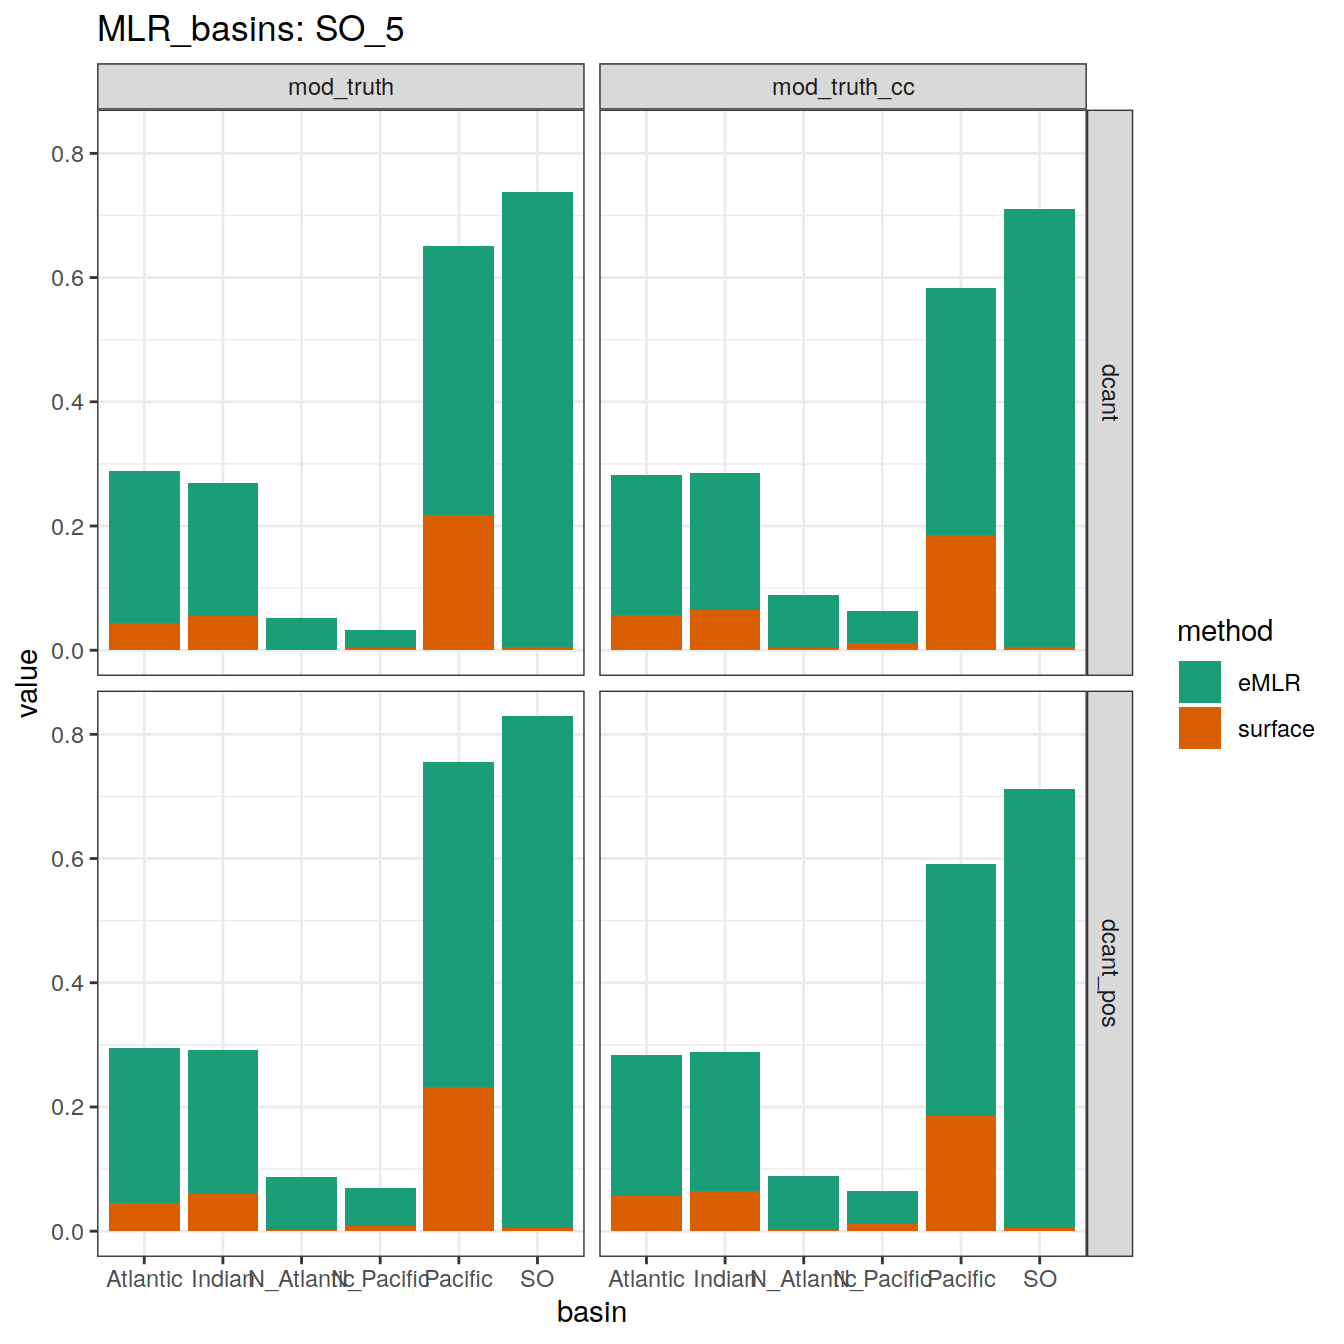 MLR_basins: SO_5
mod_truth
mod_truth_cc
0.8
0.6
0.4
0.2
0.0
dcant
0.8
0.6
0.4
0.2
0.0
dcant_pos
value
method
eMLR
surface
Atlantic Indian N_Atlantic N_Pacific Pacific SO
Atlantic Indian N_Atlantic N_Pacific Pacific SO
basin